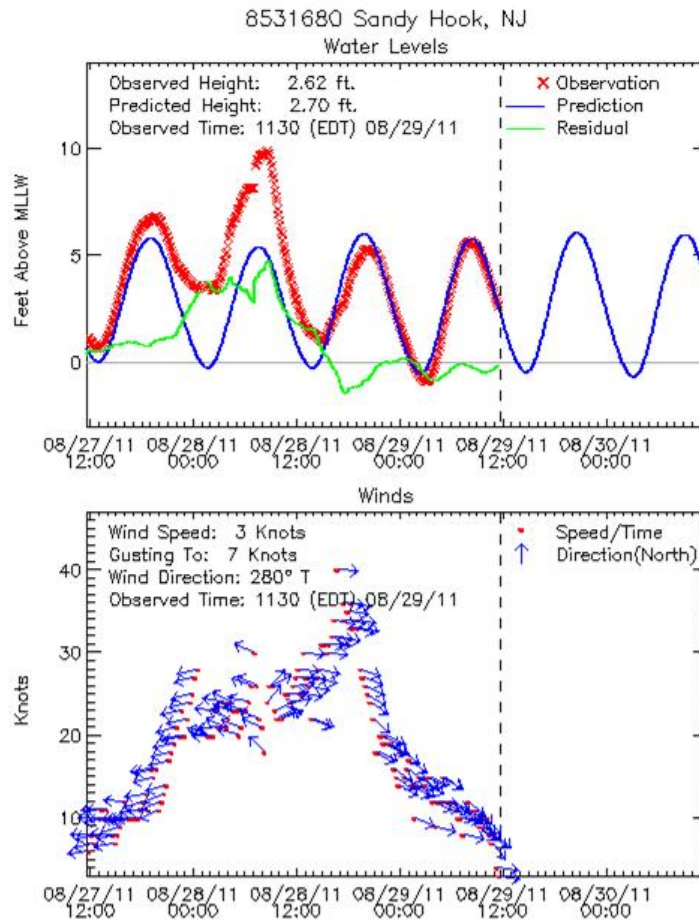 8531680 Sandy Hook, NJ
Water Levels
Observed Height: 2.62 ft.
Predicted Height: 2.70 ft.
Observed Time: 1130 (EDT) 08/29/11
Observation
Prediction
Residual
Feet Above MLLW
10
5
0
08/27/11 08/28/11 08/28/11 08/29/11 08/29/11 08/30/11
12:00 00:00 12:00 00:00 12:00 00:00
Winds
Wind Speed: 3 Knots
Gusting To: 7 Knots
Wind Direction: 280° T
Observed Time: 1130 (EDT) 08/29/11
Speed/Time
Direction(North)
Knots
40
30
20
10
08/27/11 08/28/11 08/28/11 08/29/11 08/29/11 08/30/11
12:00 00:00 12:00 00:00 12:00 00:00